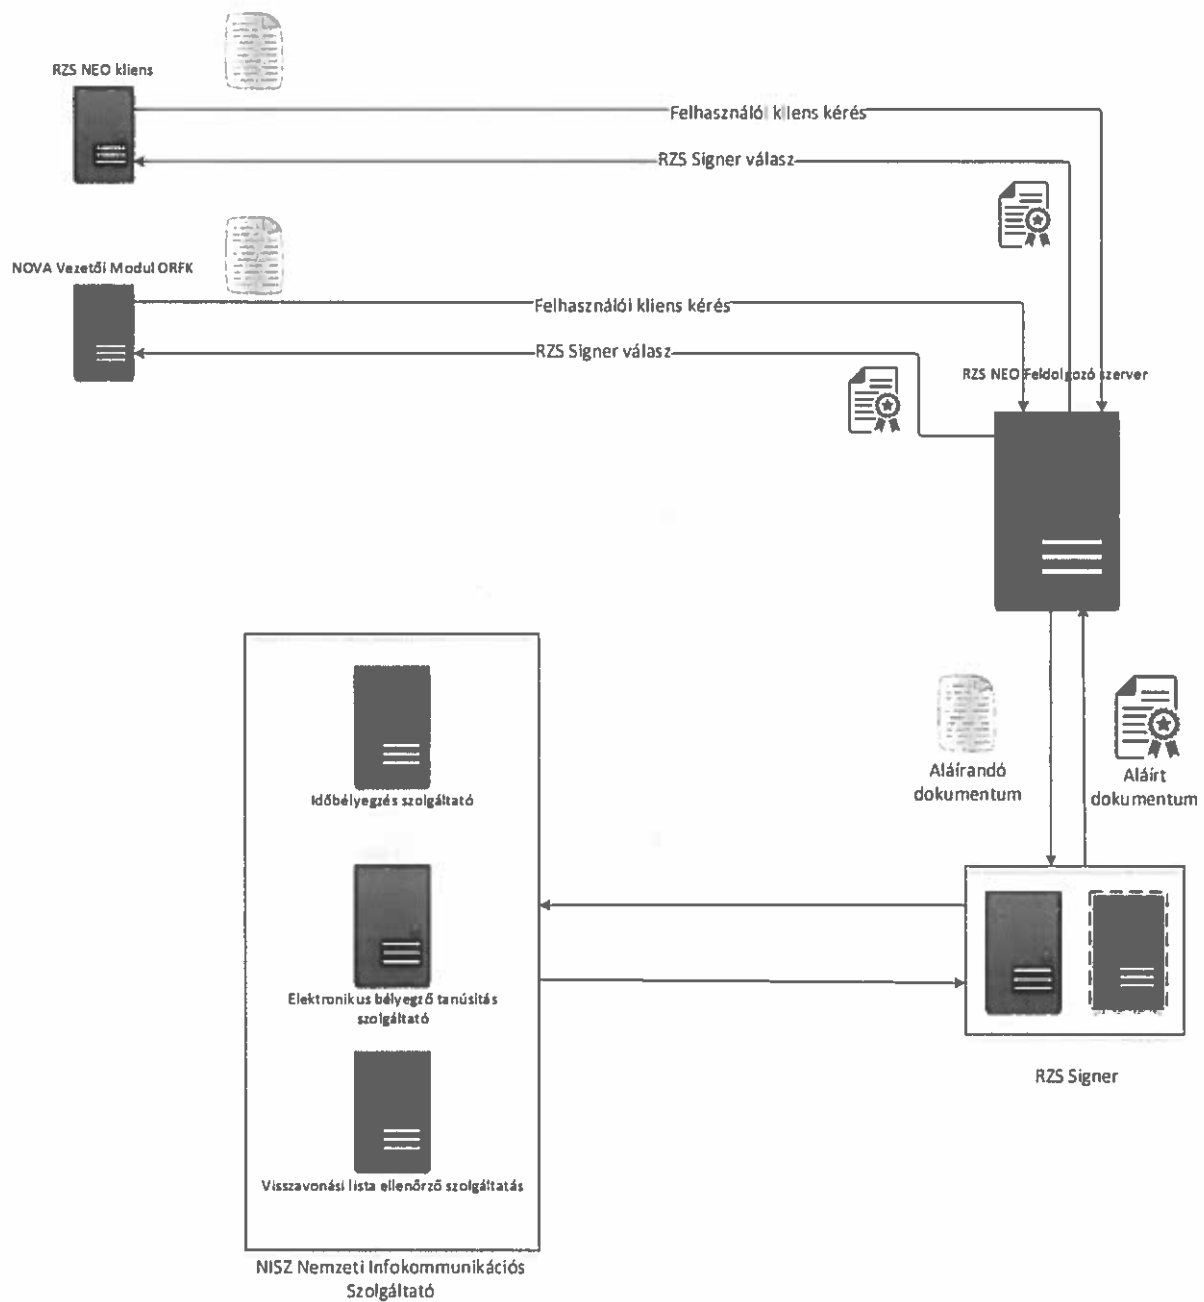 RZS NEO kliens
Felhasználói kliens kérés
RZS Signer válasz
NOVA Vezetői Modul ORFK
Felhasználói kliens kérés
RZS Signer válasz
RZS NEO Feldolgozó szerver
Aláírandó
dokumentum
Aláírt
dokumentum
Időbélyegzés szolgáltató
Elektronikus bélyegző tanúsítás
szolgáltató
Visszavonási lista ellenőrző szolgáltatás
RZS Signer
NISZ Nemzeti Infokommunikációs
Szolgáltató